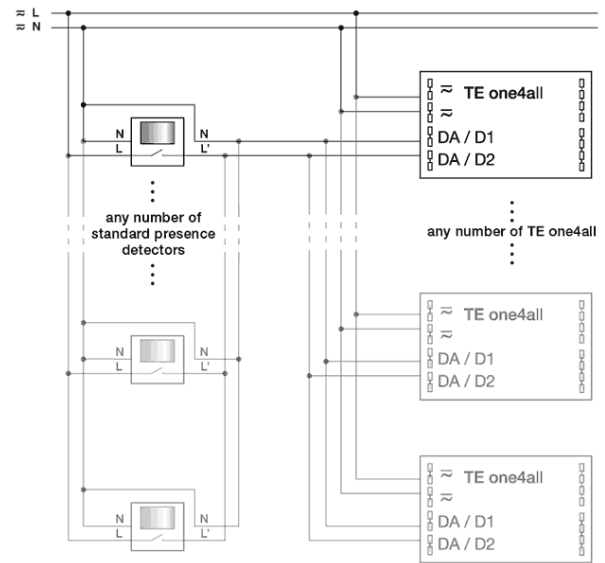 ≂ L
≂ N
≂ TE one4all
≂
N N
DA / D1
L L'
DA / D2
any number of
standard presence
detectors
any number of TE one4all
≂ TE one4all
≂
N N
DA / D1
L L'
DA / D2
≂ TE one4all
≂
N N
DA / D1
L L'
DA / D2